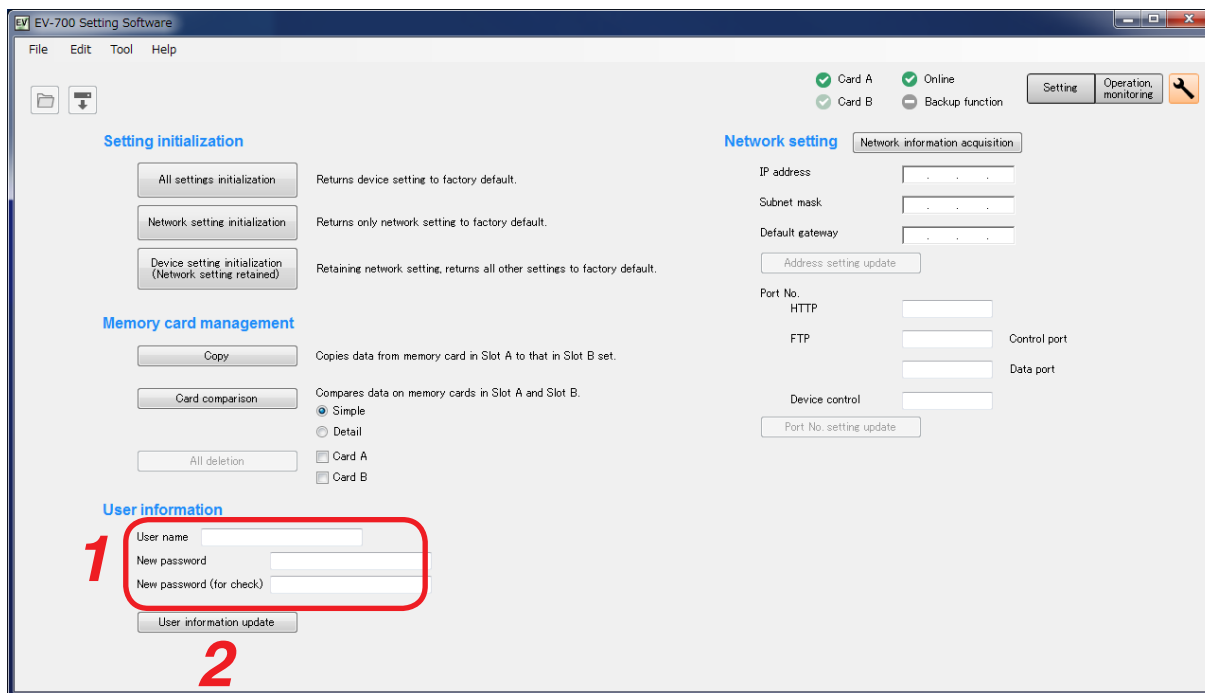 EV EV-700 Setting Software
File Edit Tool Help
Card A Online
Card B Backup function
Setting
Operation,
monitoring
Setting initialization
All settings initialization Returns device setting to factory default.
Network setting initialization Returns only network setting to factory default.
Device setting initialization
(Network setting retained)
Retaining network setting, returns all other settings to factory default.
Memory card management
Copy Copies data from memory card in Slot A to that in Slot B set.
Card comparison Compares data on memory cards in Slot A and Slot B.
Simple
Detail
All deletion Card A
Card B
User information
1
User name
New password
New password (for check)
User information update
2
Network setting Network information acquisition
IP address . . .
Subnet mask . . .
Default gateway . . .
Address setting update
Port No.
HTTP
FTP Control port
Data port
Device control
Port No. setting update